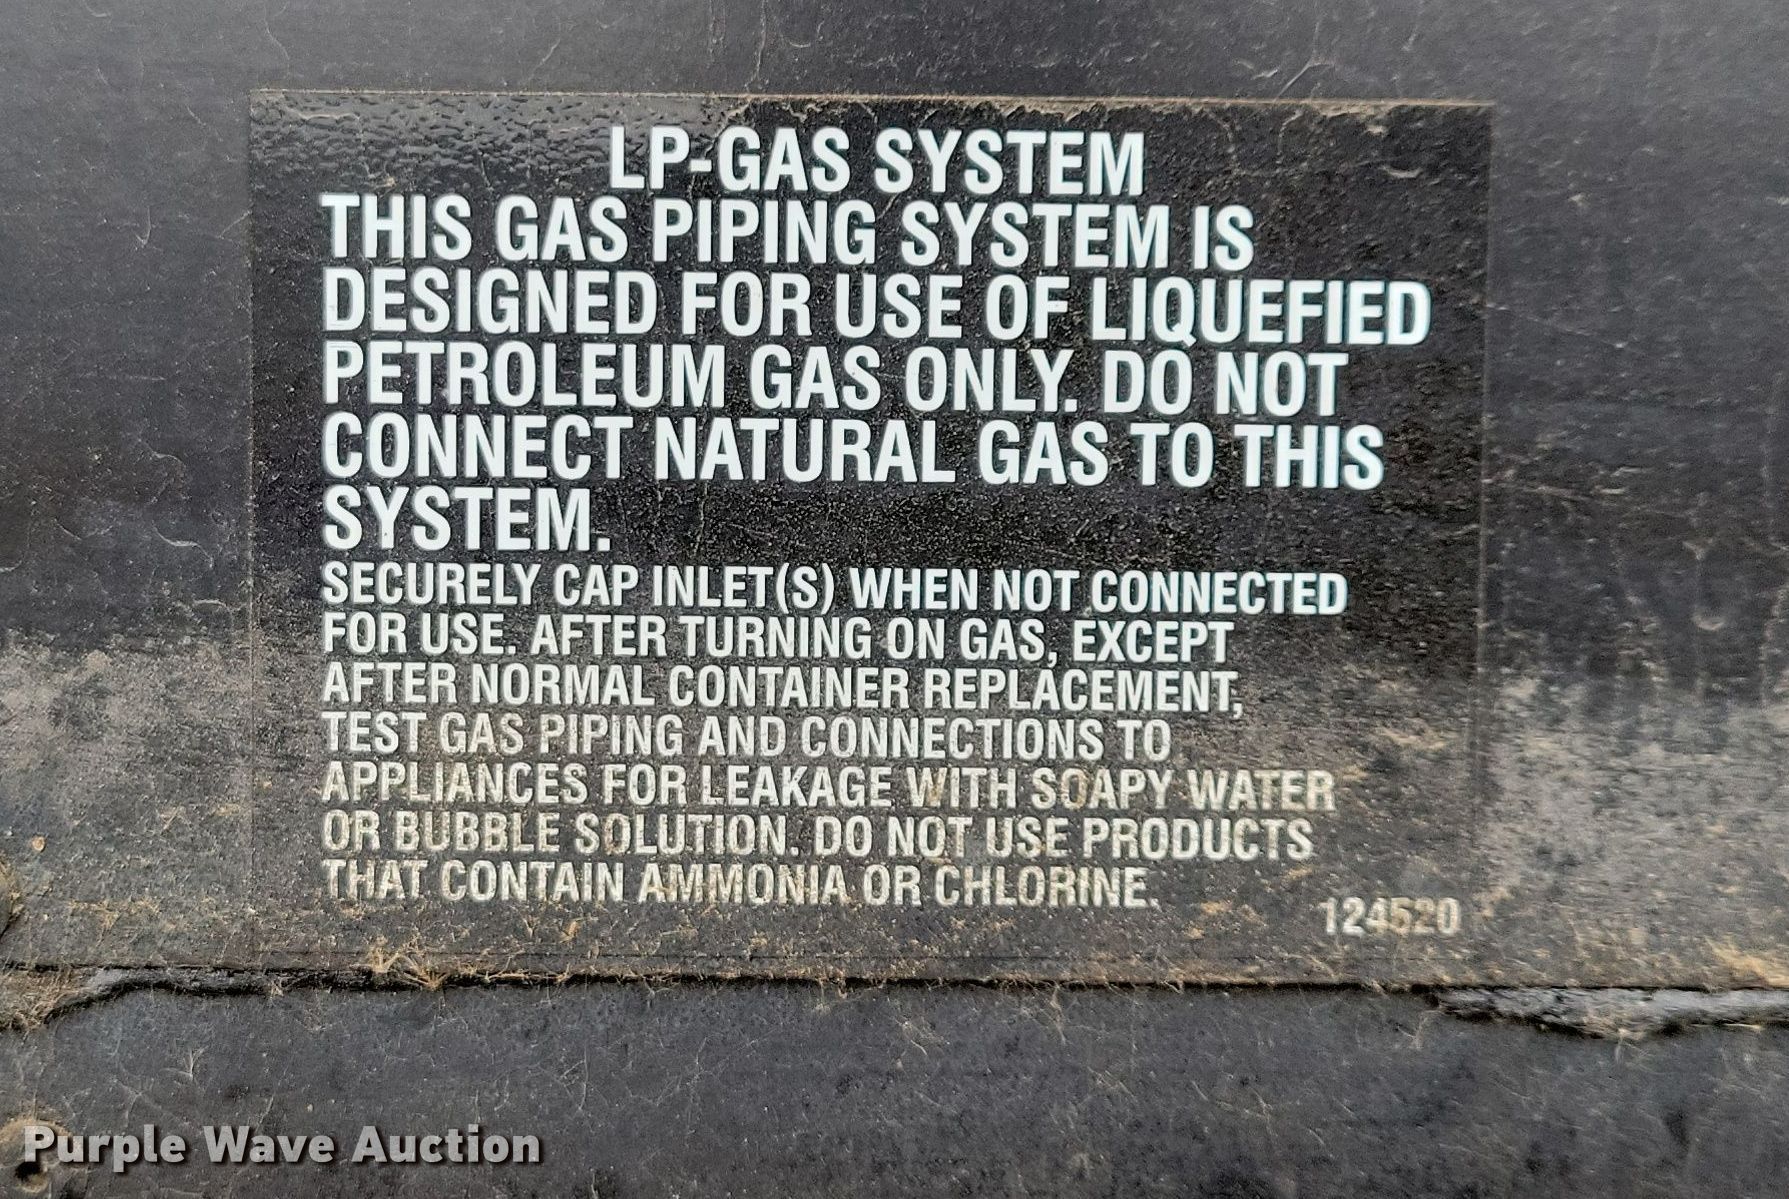 LP-GAS SYSTEM
THIS GAS PIPING SYSTEM IS
DESIGNED FOR USE OF LIQUEFIED
PETROLEUM GAS ONLY. DO NOT
CONNECT NATURAL GAS TO THIS
SYSTEM.
SECURELY CAP INLET(S) WHEN NOT CONNECTED
FOR USE. AFTER TURNING ON GAS, EXCEPT
AFTER NORMAL CONTAINER REPLACEMENT,
TEST GAS PIPING AND CONNECTIONS TO
APPLIANCES FOR LEAKAGE WITH SOAPY WATER
OR BUBBLE SOLUTION. DO NOT USE PRODUCTS
THAT CONTAIN AMMONIA OR CHLORINE.
124520
Purple Wave Auction